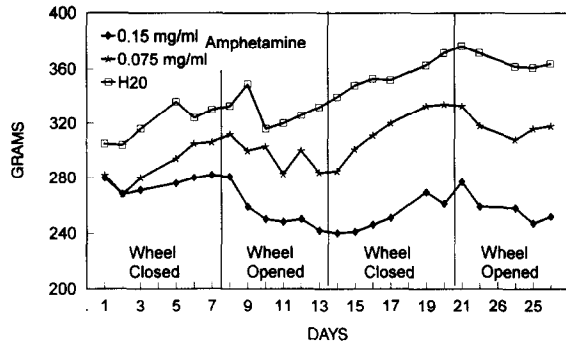 400
360
320
280
240
200
GRAMS
0.15 mg/ml Amphetamine
0.075 mg/ml
H20
Wheel Closed
Wheel Opened
Wheel Closed
Wheel Opened
1 3 5 7 9 11 13 15 17 19 21 26 25
DAYS